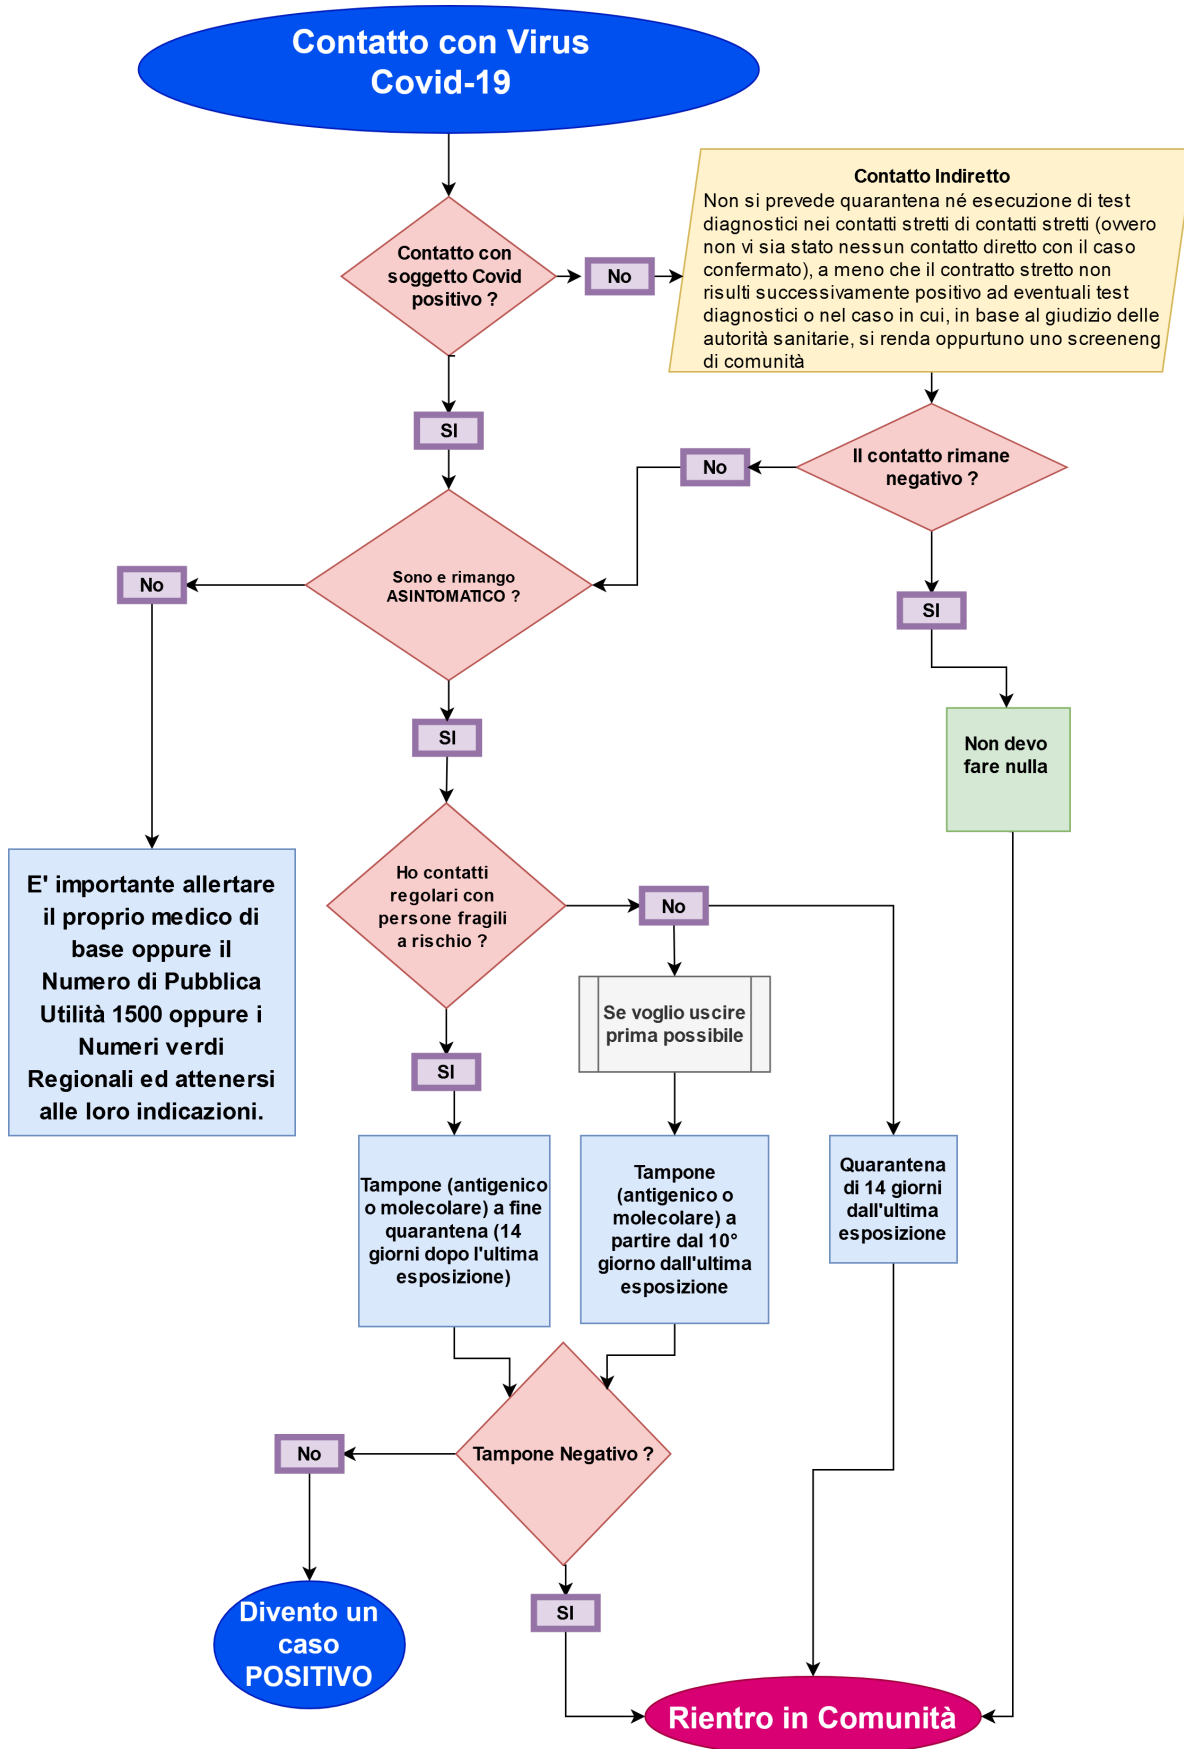 Contatto con Virus
Covid-19
Contatto con
soggetto Covid
positivo ?
No
Contatto Indiretto
Non si prevede quarantena né esecuzione di test
diagnostici nei contatti stretti di contatti stretti (ovvero
non vi sia stato nessun contatto diretto con il caso
confermato), a meno che il contratto stretto non
risulti successivamente positivo ad eventuali test
diagnostici o nel caso in cui, in base al giudizio delle
autorità sanitarie, si renda oppurtuno uno screeneng
di comunità
SI
Il contatto rimane
negativo ?
No
Sono e rimango
ASINTOMATICO ?
No
SI
SI
Non devo
fare nulla
E' importante allertare
il proprio medico di
base oppure il
Numero di Pubblica
Utilità 1500 oppure i
Numeri verdi
Regionali ed attenersi
alle loro indicazioni.
Ho contatti
regolari con
persone fragili
a rischio ?
No
Se voglio uscire
prima possibile
SI
Tampone (antigenico
o molecolare) a fine
quarantena (14
giorni dopo l'ultima
esposizione)
Tampone
(antigenico o
molecolare) a
partire dal 10°
giorno dall'ultima
esposizione
Quarantena
di 14 giorni
dall'ultima
esposizione
Tampone Negativo ?
No
SI
Divento un
caso
POSITIVO
Rientro in Comunità